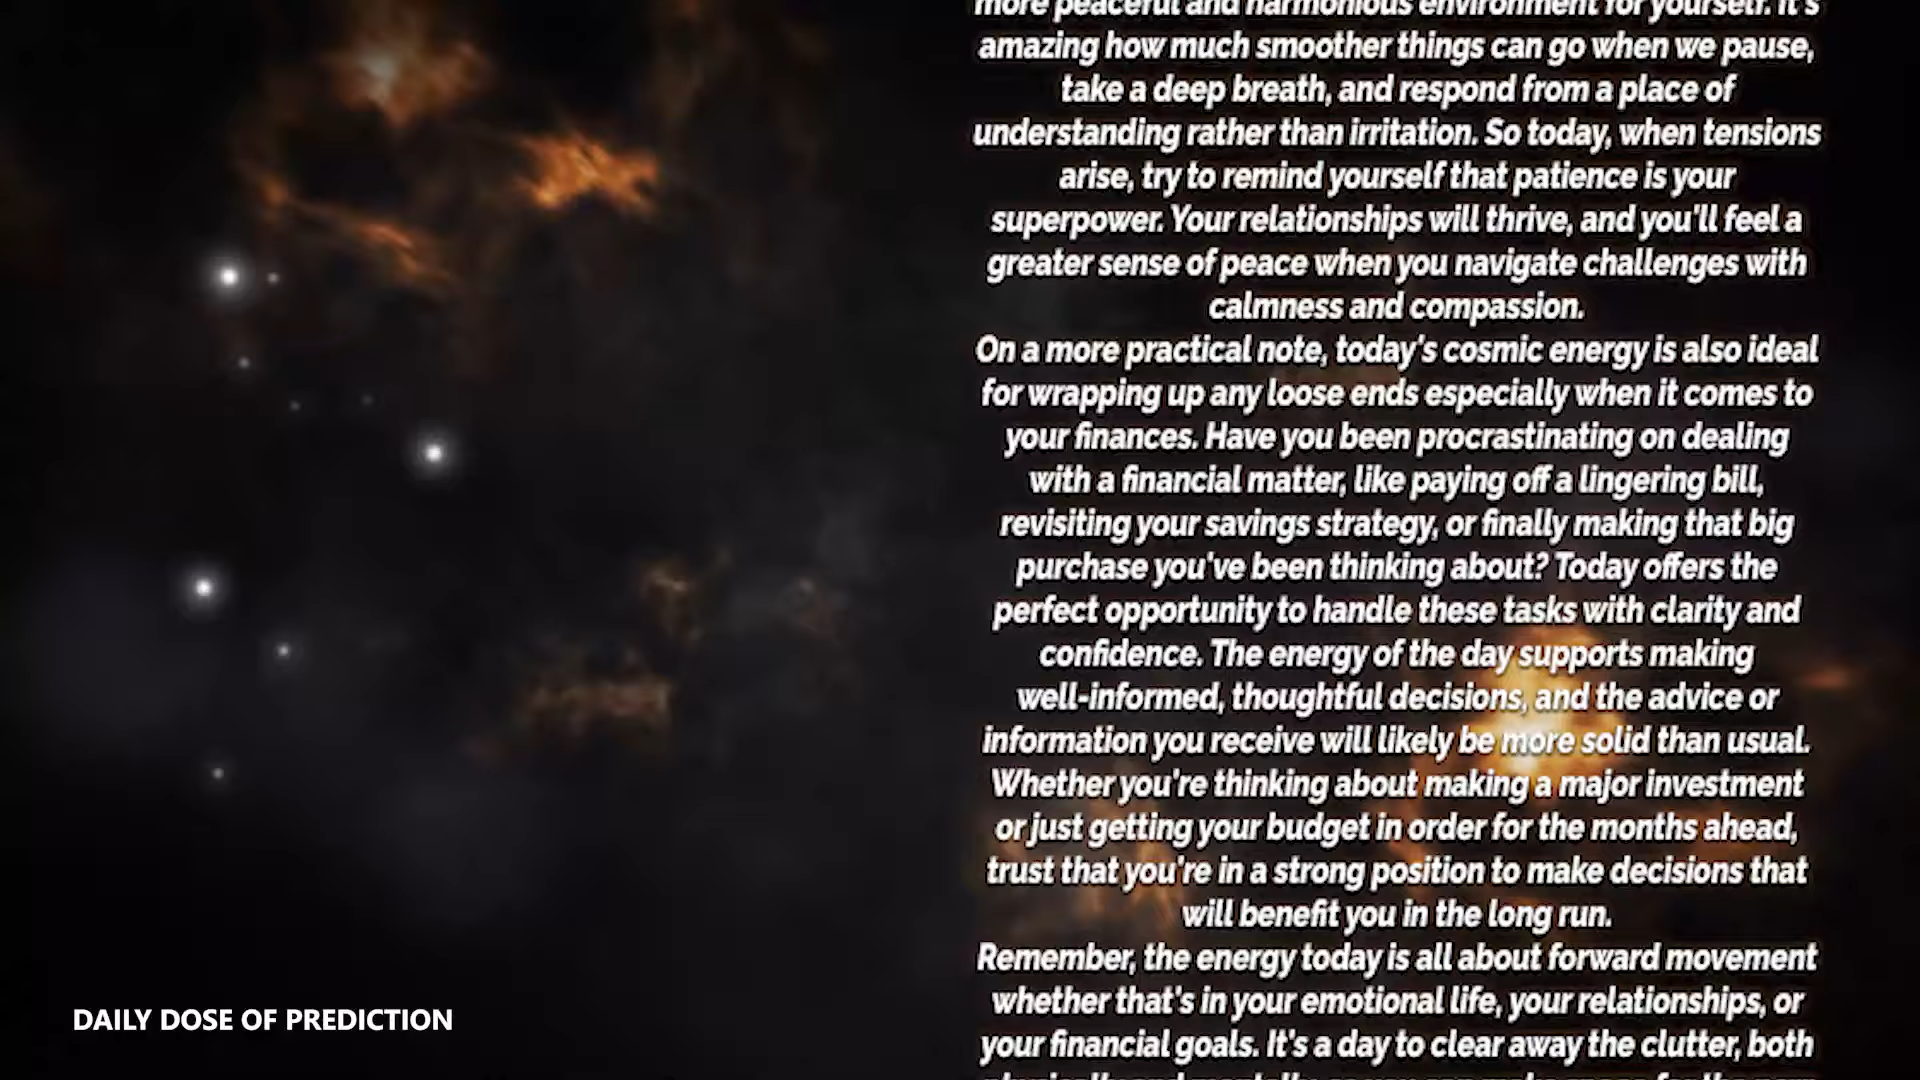 more peaceful and harmonious environment for yourself. It's
amazing how much smoother things can go when we pause,
take a deep breath, and respond from a place of
understanding rather than irritation. So today, when tensions
arise, try to remind yourself that patience is your
superpower. Your relationships will thrive, and you'll feel a
greater sense of peace when you navigate challenges with
calmness and compassion.
On a more practical note, today's cosmic energy is also ideal
for wrapping up any loose ends especially when it comes to
your finances. Have you been procrastinating on dealing
with a financial matter, like paying off a lingering bill,
revisiting your savings strategy, or finally making that big
purchase you've been thinking about? Today offers the
perfect opportunity to handle these tasks with clarity and
confidence. The energy of the day supports making
well-informed, thoughtful decisions, and the advice or
information you receive will likely be more solid than usual.
Whether you're thinking about making a major investment
or just getting your budget in order for the months ahead,
trust that you're in a strong position to make decisions that
will benefit you in the long run.
Remember, the energy today is all about forward movement
whether that's in your emotional life, your relationships, or
your financial goals. It's a day to clear away the clutter, both
DAILY DOSE OF PREDICTION